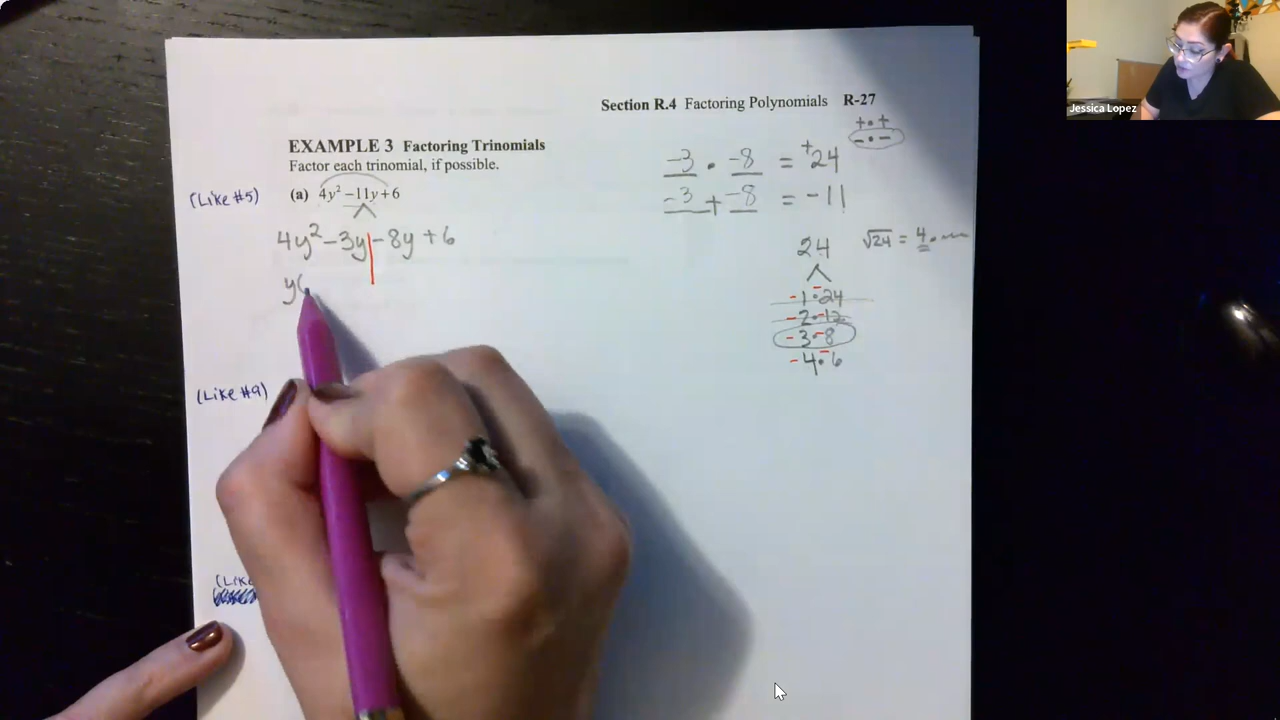 Jessica Lopez
Section R.4 Factoring Polynomials R-27
+•+
-•-
EXAMPLE 3 Factoring Trinomials
Factor each trinomial, if possible.
-3 • -8 = +24
-3 + -8 = -11
(Like #5)
(a) 4y² −11y+6
4y² - 3y | - 8y + 6
y(
24
√24 = 4.
-1•-24
-2•-12
-3•-8
-4•-6
(Like #9)
(Like